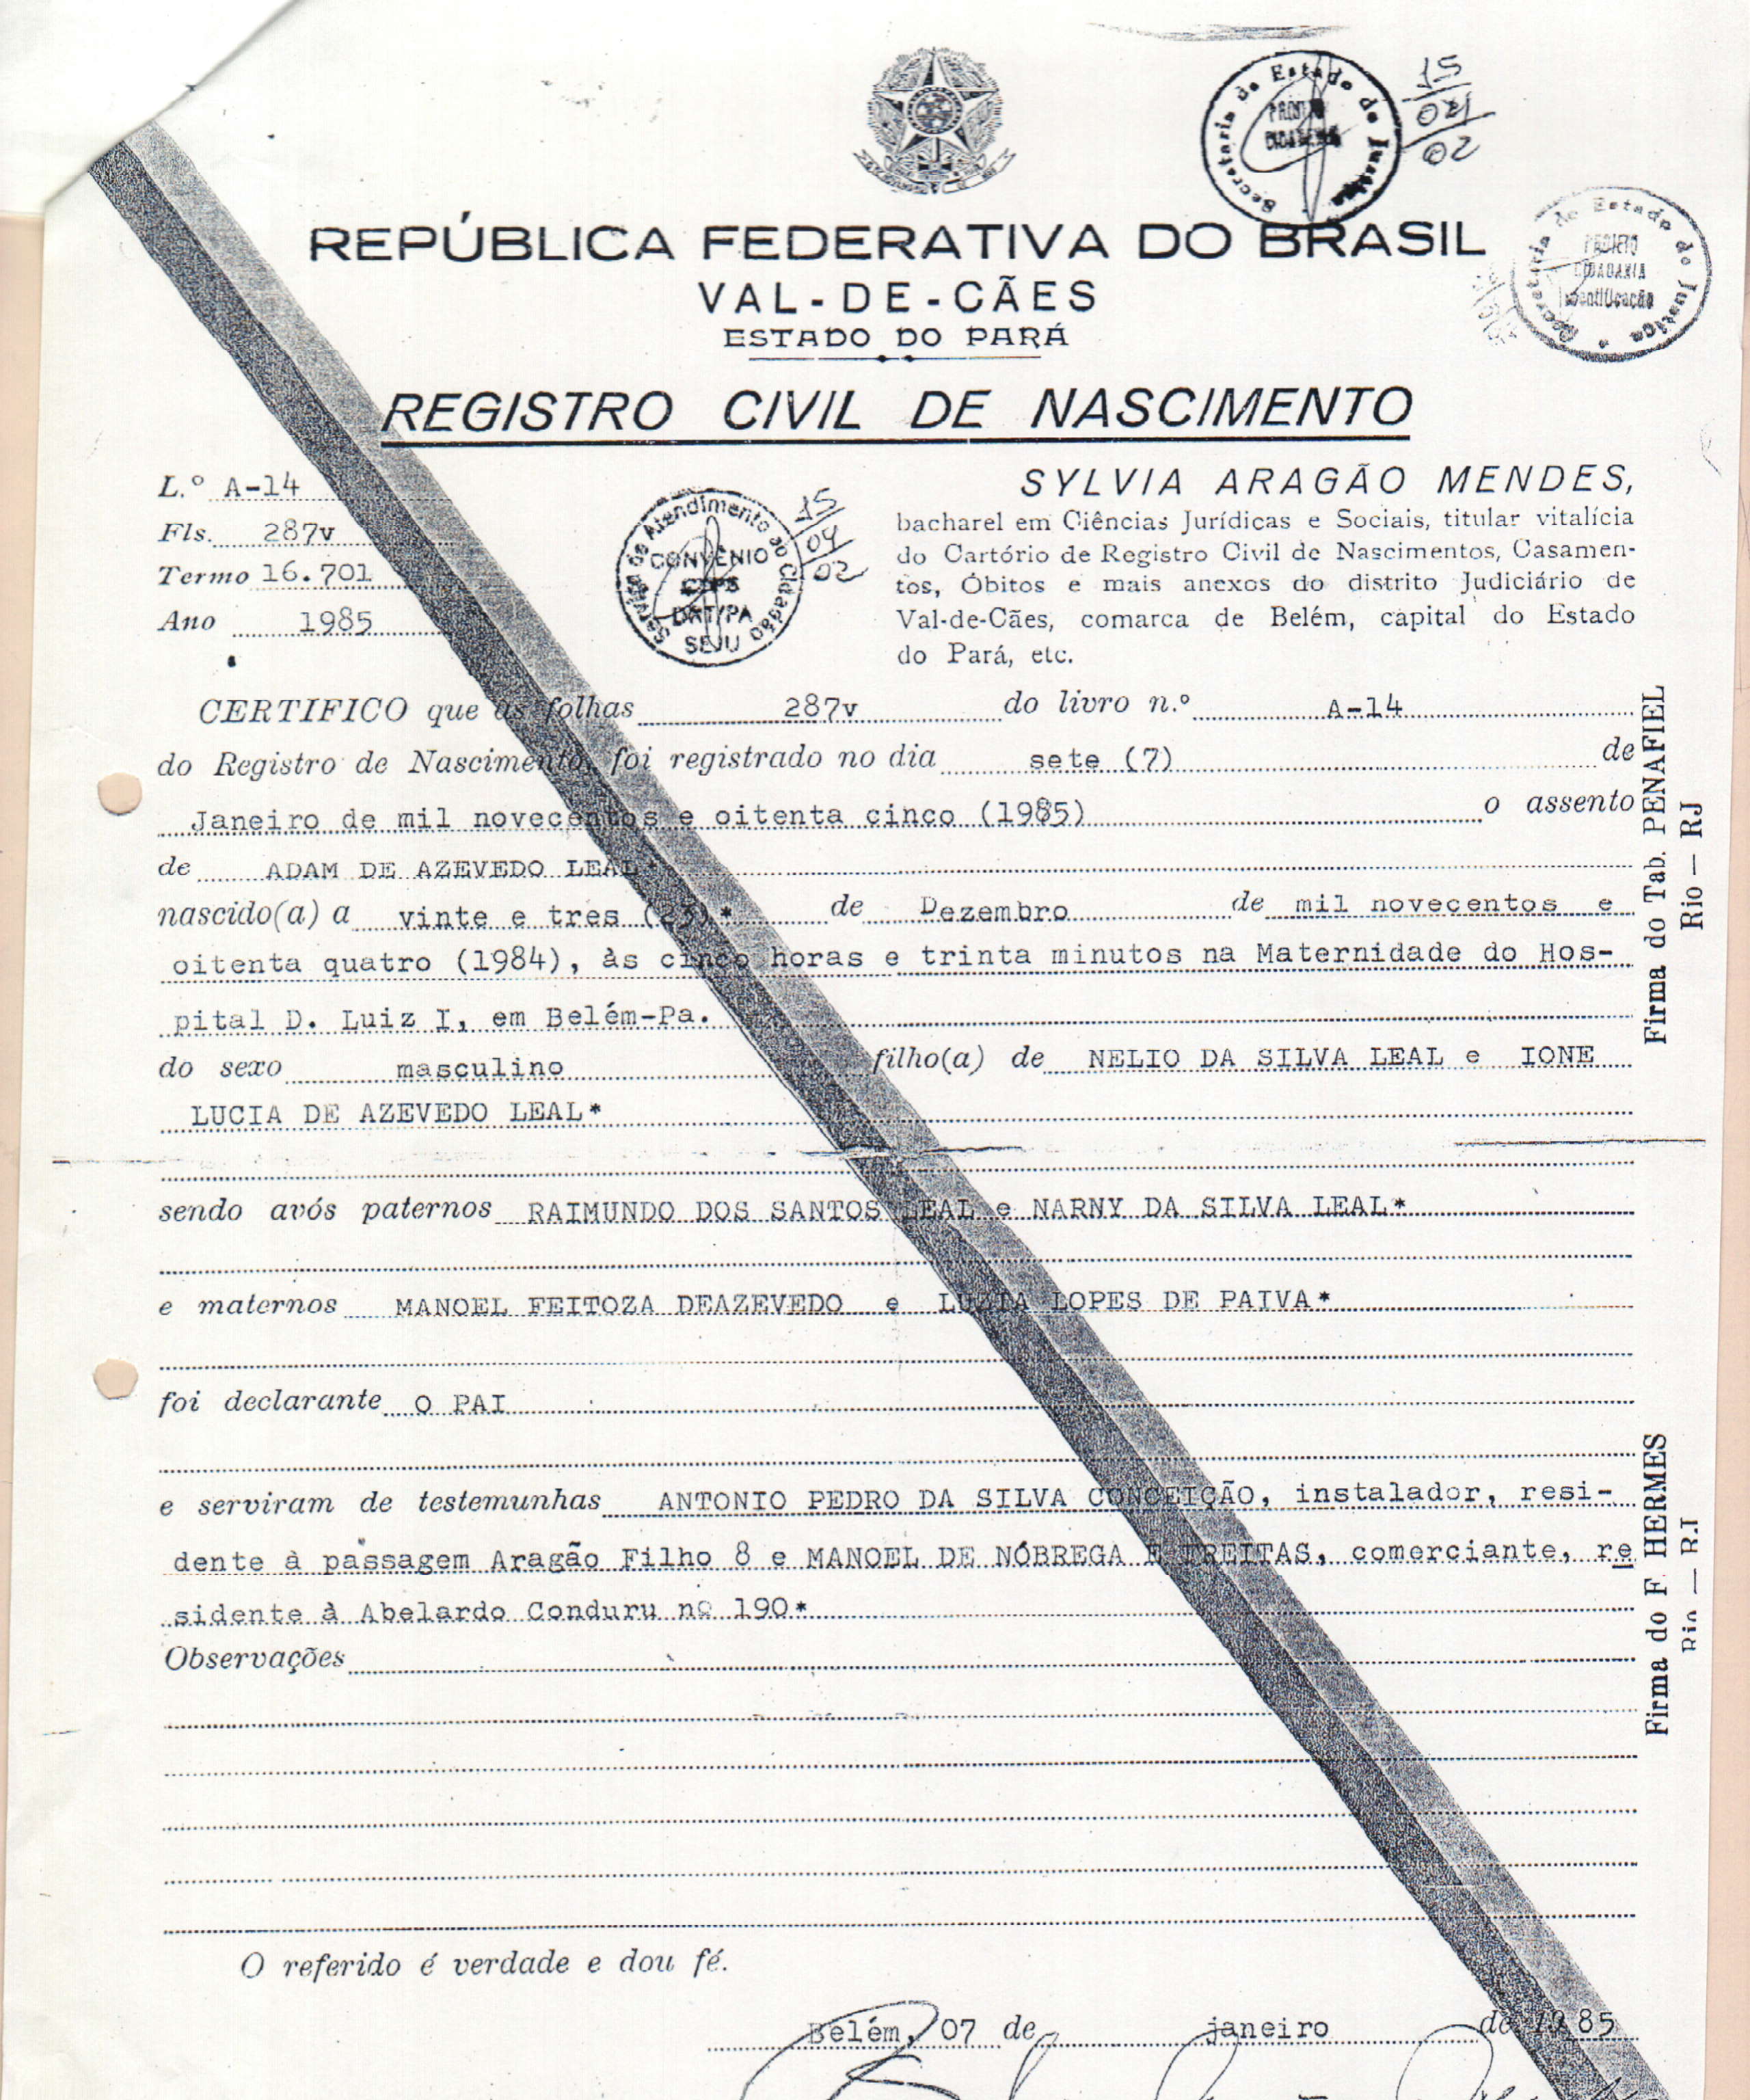 15
04
02
Secretaria de Estado de Justiça
PROJETO
CIDADANIA
REPÚBLICA FEDERATIVA DO BRASIL
Secretaria de Estado de Justiça
PROJETO
CIDADANIA
Identificação
VAL-DE-CÃES
ESTADO DO PARÁ
REGISTRO CIVIL DE NASCIMENTO
L.º A-14
Fls. 287v
Termo 16.701
Ano 1985
Serviço de Atendimento ao Cidadão
CONVÊNIO
DRT/PA
SEJU
15
04
02
SYLVIA ARAGÃO MENDES,
bacharel em Ciências Jurídicas e Sociais, titular vitalícia
do Cartório de Registro Civil de Nascimentos, Casamen-
tos, Óbitos e mais anexos do distrito Judiciário de
Val-de-Cães, comarca de Belém, capital do Estado
do Pará, etc.
CERTIFICO que às folhas 287v do livro n.º A-14
do Registro de Nascimento, foi registrado no dia sete (7) de
Janeiro de mil novecentos e oitenta cinco (1985) o assento
de ADAM DE AZEVEDO LEAL*
nascido(a) a vinte e tres (23)* de Dezembro de mil novecentos e
oitenta quatro (1984), às cinco horas e trinta minutos na Maternidade do Hos-
pital D. Luiz I, em Belém-Pa.
do sexo masculino filho(a) de NELIO DA SILVA LEAL e IONE
LUCIA DE AZEVEDO LEAL*
sendo avós paternos RAIMUNDO DOS SANTOS LEAL e NARNY DA SILVA LEAL*
e maternos MANOEL FEITOZA DEAZEVEDO e LUZIA LOPES DE PAIVA*
foi declarante O PAI
e serviram de testemunhas ANTONIO PEDRO DA SILVA CONCEIÇÃO, instalador, resi-
dente à passagem Aragão Filho 8 e MANOEL DE NÓBREGA E FREITAS, comerciante, re
sidente à Abelardo Conduru nº 190*
Observações
O referido é verdade e dou fé.
Belém, 07 de janeiro de 1985
Firma do Tab. PENAFIEL
Rio — RJ
Firma do F. HERMES
Rio — RJ